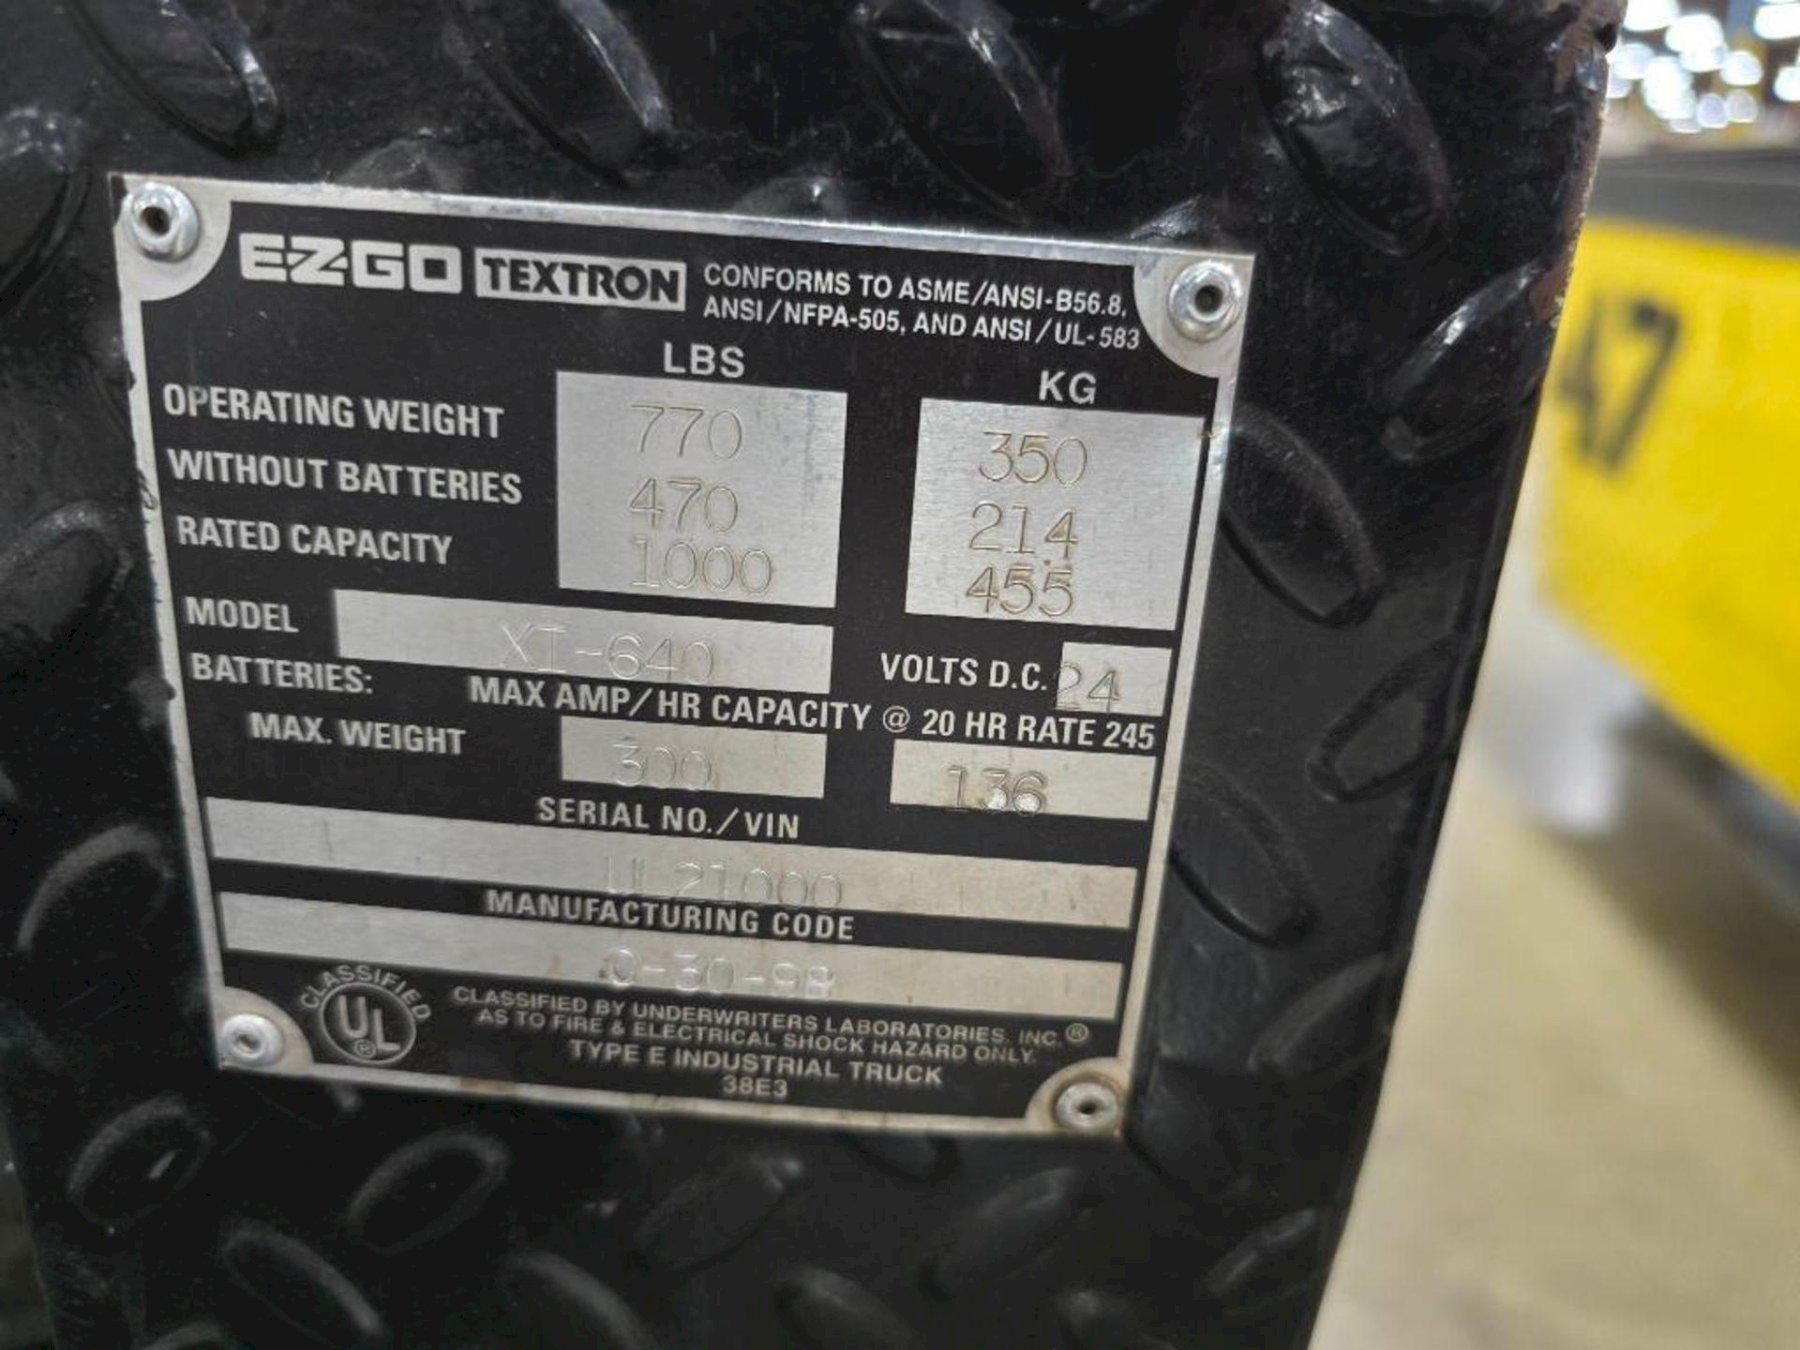 E-Z-GO TEXTRON CONFORMS TO ASME/ANSI-B56.8,
ANSI/NFPA-505, AND ANSI/UL-583
LBS KG
OPERATING WEIGHT 770 350
WITHOUT BATTERIES 470 214
RATED CAPACITY 1000 455
MODEL XI-640 VOLTS D.C. 24
BATTERIES: MAX AMP/HR CAPACITY @ 20 HR RATE 245
MAX. WEIGHT 300 136
SERIAL NO./VIN
21000
MANUFACTURING CODE
CLASSIFIED
UL®
CLASSIFIED BY UNDERWRITERS LABORATORIES, INC.®
AS TO FIRE & ELECTRICAL SHOCK HAZARD ONLY.
TYPE E INDUSTRIAL TRUCK
38E3
47